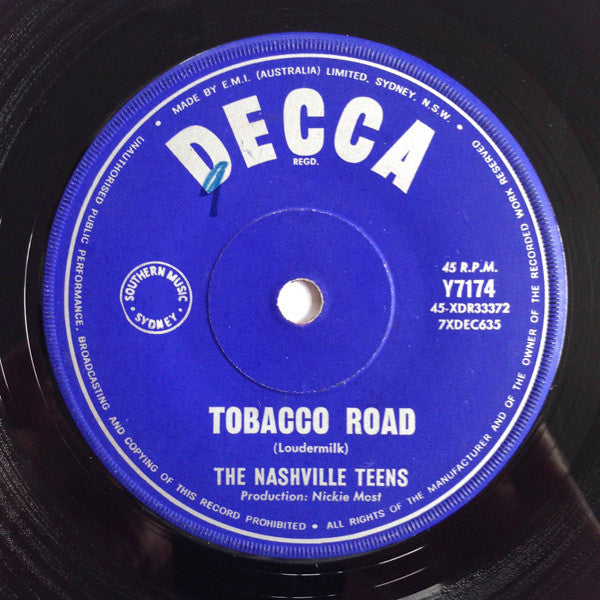 MADE BY E.M.I. (AUSTRALIA) LIMITED, SYDNEY, N.S.W. •
DECCA
REGD.
SOUTHERN MUSIC
• SYDNEY •
45 R.P.M.
Y7174
45-XDR33372
7XDEC635
TOBACCO ROAD
(Loudermilk)
THE NASHVILLE TEENS
Production: Nickie Most
UNAUTHORISED PUBLIC PERFORMANCE, BROADCASTING AND COPYING OF THIS RECORD PROHIBITED • ALL RIGHTS OF THE MANUFACTURER AND OF THE OWNER OF THE RECORDED WORK RESERVED •